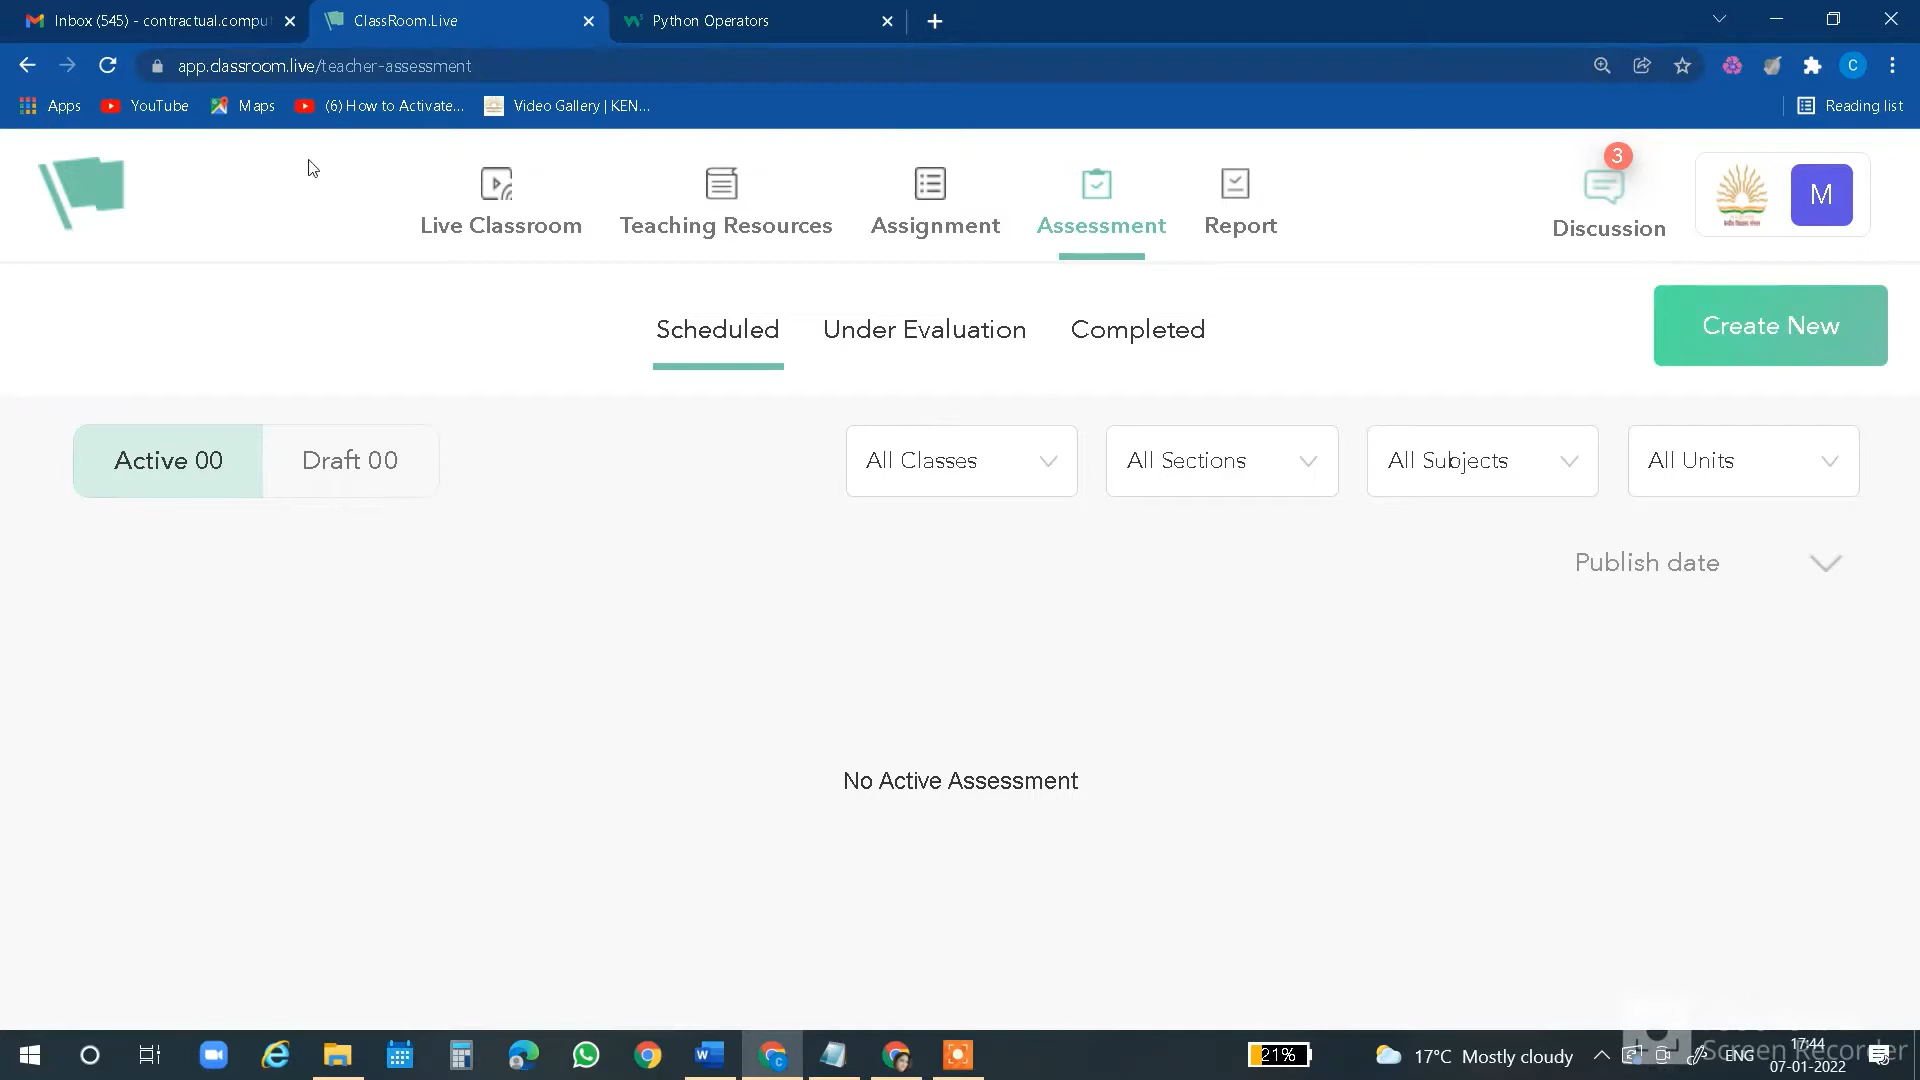 Inbox (545) - contractual.compu
ClassRoom.Live
Python Operators
app.classroom.live/teacher-assessment
C
Apps
YouTube
Maps
(6) How to Activate...
Video Gallery | KEN...
Reading list
Live Classroom
Teaching Resources
Assignment
Assessment
Report
3
Discussion
M
Scheduled
Under Evaluation
Completed
Create New
Active 00
Draft 00
All Classes
All Sections
All Subjects
All Units
Publish date
No Active Assessment
21%
17°C Mostly cloudy
ENG
17:44
07-01-2022
Screen Recorder